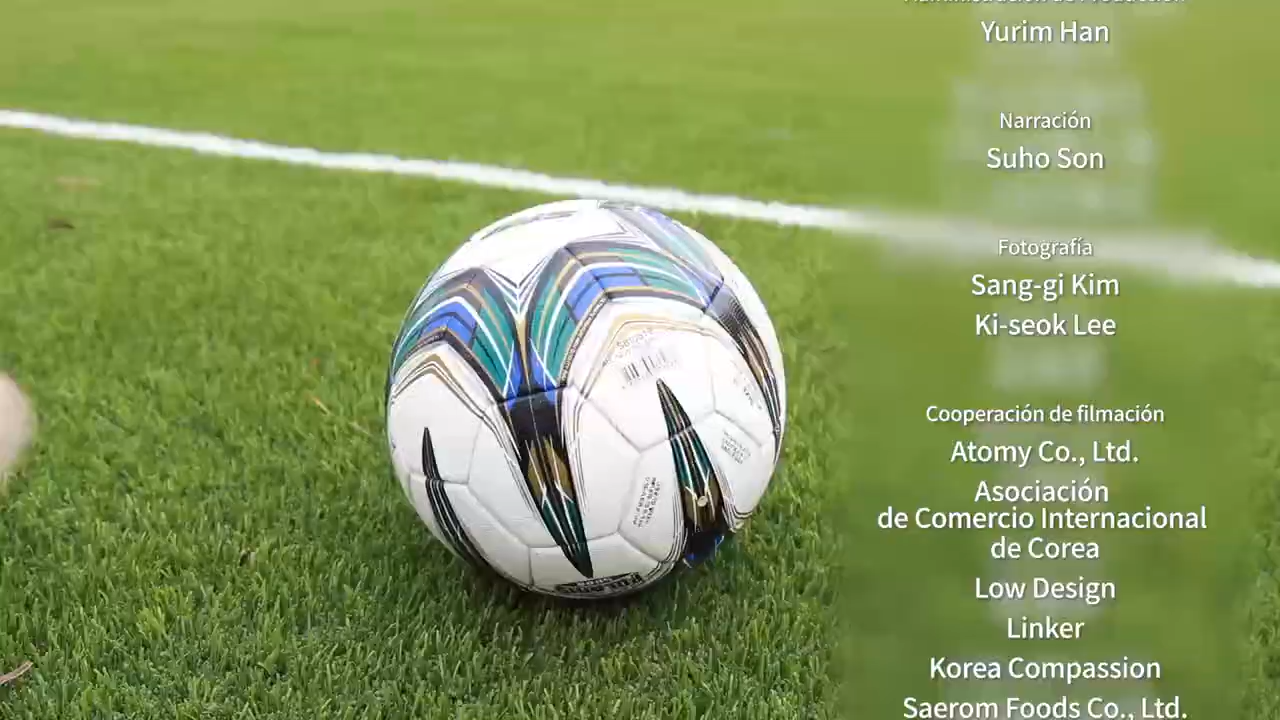 Yurim Han
Narración
Suho Son
Fotografía
Sang-gi Kim
Ki-seok Lee
Cooperación de filmación
Atomy Co., Ltd.
Asociación
de Comercio Internacional
de Corea
Low Design
Linker
Korea Compassion
Saerom Foods Co., Ltd.